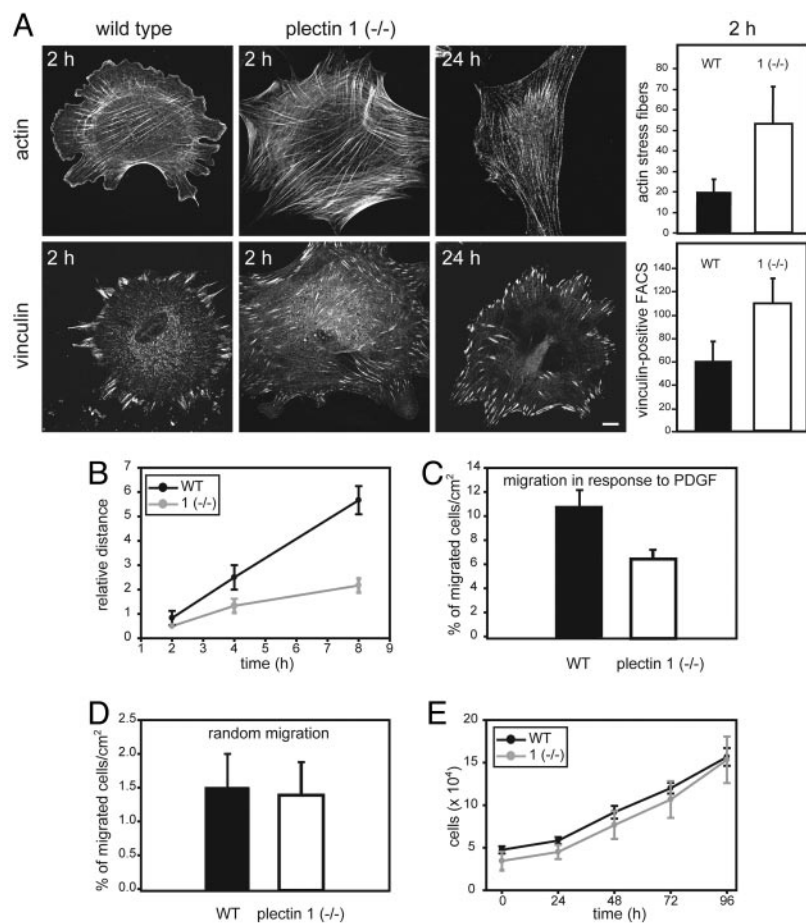 A
wild type
plectin 1 (-/-)
2 h
2 h
2 h
24 h
actin
actin stress fibers
80
70
60
50
40
30
20
10
0
WT
1 (-/-)
2 h
2 h
24 h
vinculin
vinculin-positive FACS
140
120
100
80
60
40
20
0
WT
1 (-/-)
B
relative distance
7
6
5
4
3
2
1
0
WT
1 (-/-)
1 2 3 4 5 6 7 8 9
time (h)
C
% of migrated cells/cm²
14
12
10
8
6
4
2
0
migration in response to PDGF
WT
plectin 1 (-/-)
D
% of migrated cells/cm²
2.5
2.0
1.5
1.0
0.5
0.0
random migration
WT
plectin 1 (-/-)
E
cells (x 10⁴)
20
15
10
5
0
WT
1 (-/-)
0 24 48 72 96
time (h)